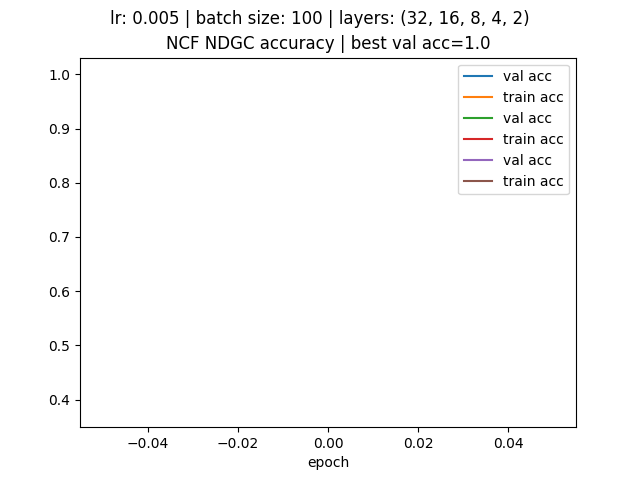 lr: 0.005 | batch size: 100 | layers: (32, 16, 8, 4, 2)
NCF NDGC accuracy | best val acc=1.0
1.0
0.9
0.8
0.7
0.6
0.5
0.4
val acc
train acc
val acc
train acc
val acc
train acc
−0.04
−0.02
0.00
0.02
0.04
epoch